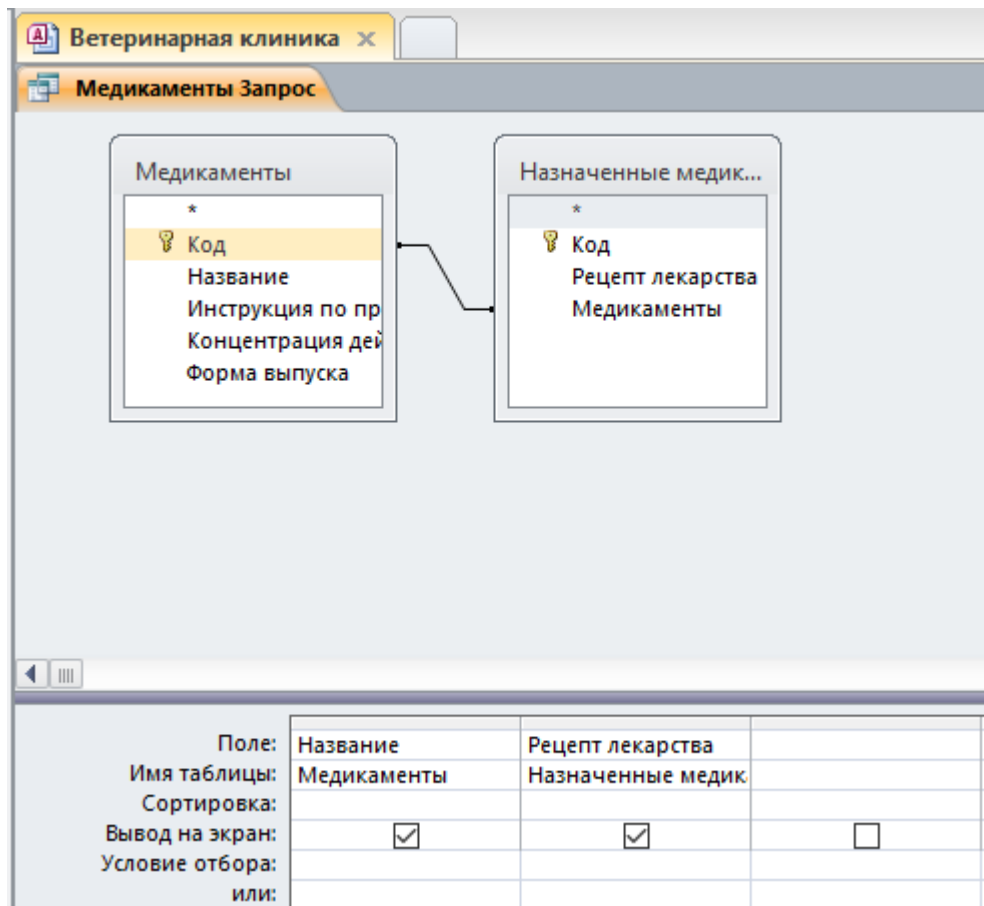 Ветеринарная клиника
Медикаменты Запрос
Медикаменты
*
Код
Название
Инструкция по пр
Концентрация дей
Форма выпуска
Назначенные медик...
*
Код
Рецепт лекарства
Медикаменты
Поле: Название Рецепт лекарства
Имя таблицы: Медикаменты Назначенные медик
Сортировка:
Вывод на экран:
Условие отбора:
или: